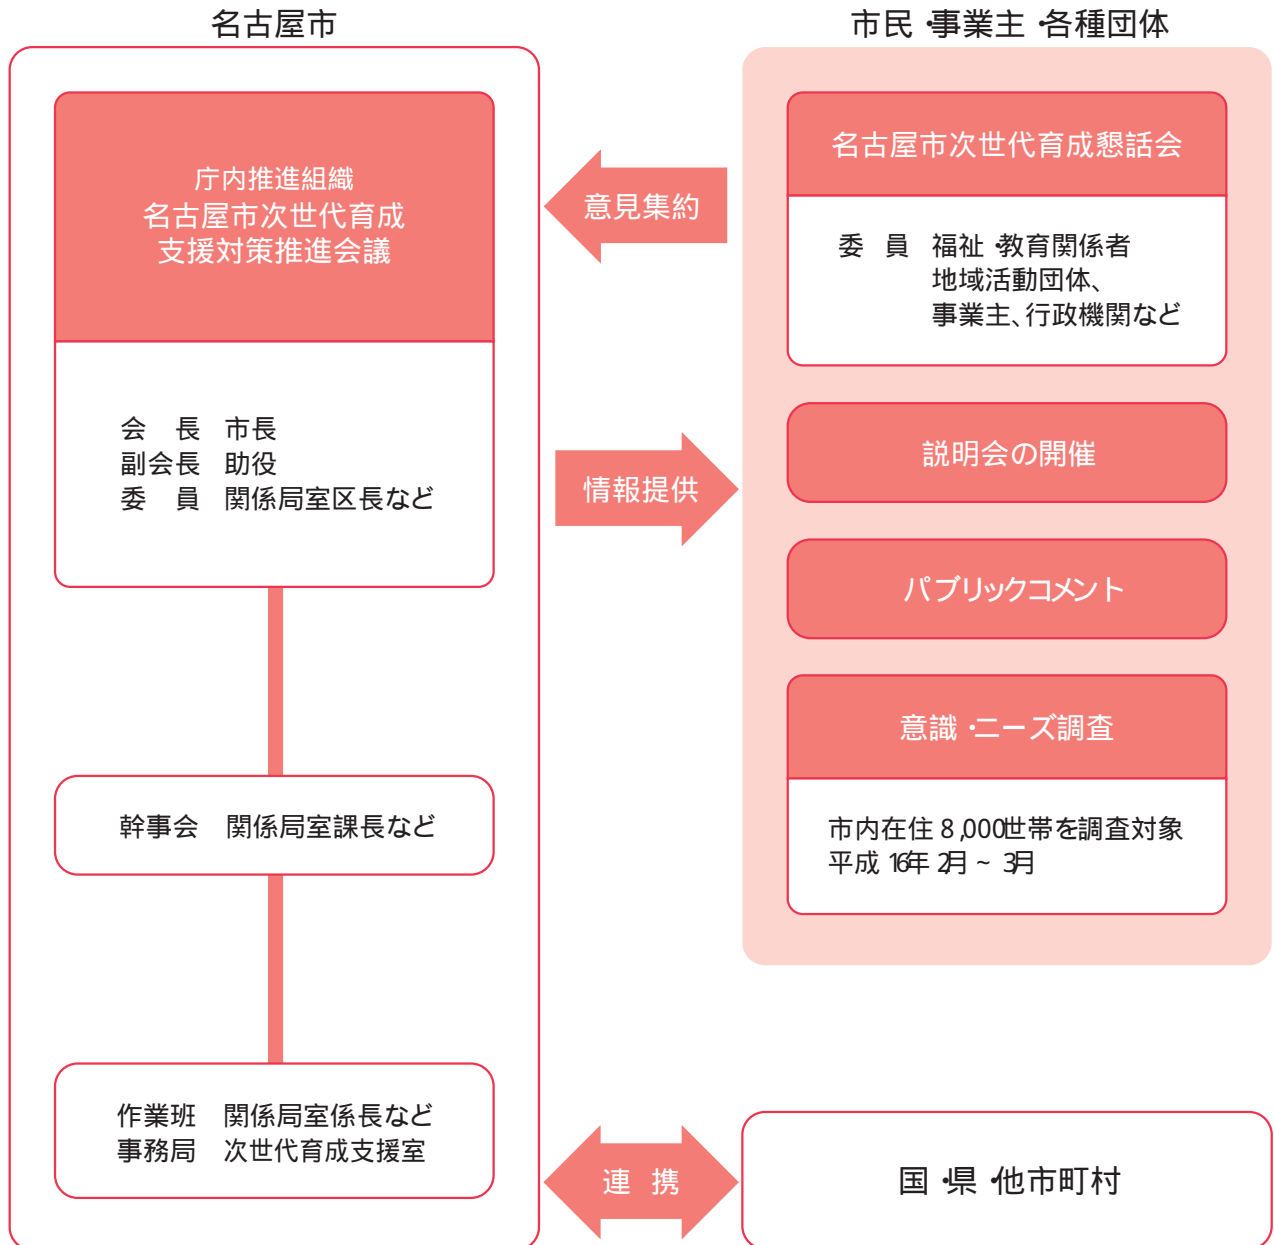 名古屋市
庁内推進組織
名古屋市次世代育成
支援対策推進会議
会　長　市長
副会長　助役
委　員　関係局室区長など
幹事会　関係局室課長など
作業班　関係局室係長など
事務局　次世代育成支援室
意見集約
情報提供
連　携
市民・事業主・各種団体
名古屋市次世代育成懇話会
委　員　福祉・教育関係者
地域活動団体、
事業主、行政機関など
説明会の開催
パブリックコメント
意識・ニーズ調査
市内在住8,000世帯を調査対象
平成16年2月～3月
国・県・他市町村